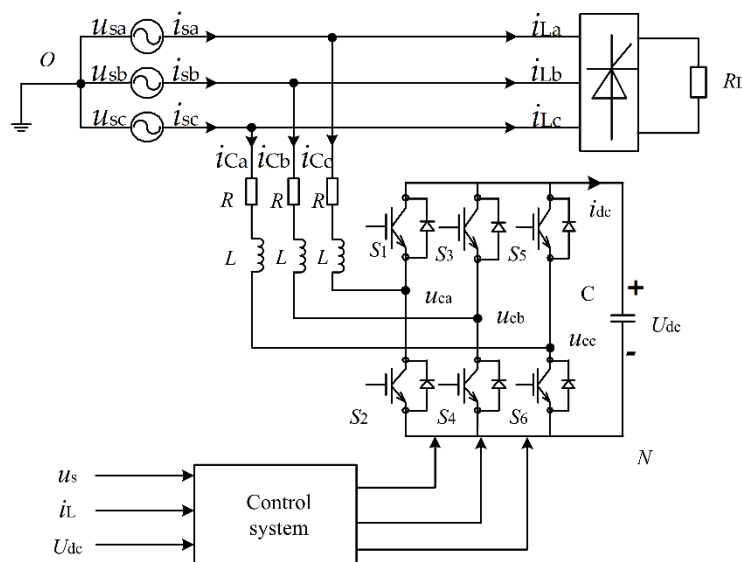 usa isa iLa
O usb isb iLb RL
usc isc iLc
iCa iCb iCc
R R R
idc
S1 S3 S5
L L L
uca C +
ucb Udc
ucc -
S2 S4 S6
N
us
iL Control system
Udc